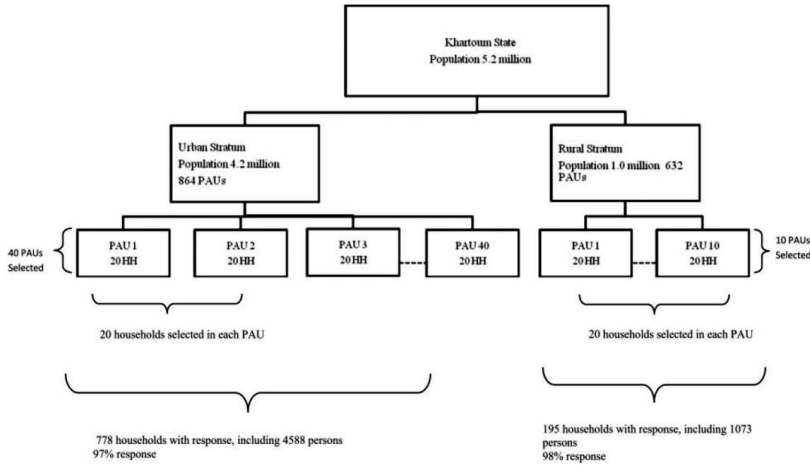 Khartoum State
Population 5.2 million
Urban Stratum
Population 4.2 million
864 PAUs
Rural Stratum
Population 1.0 million 632
PAUs
40 PAUs
Selected
PAU 1
20 HH
PAU 2
20 HH
PAU 3
20 HH
PAU 40
20 HH
PAU 1
20 HH
PAU 10
20 HH
10 PAUs
Selected
20 households selected in each PAU
20 households selected in each PAU
778 households with response, including 4588 persons
97% response
195 households with response, including 1073
persons
98% response